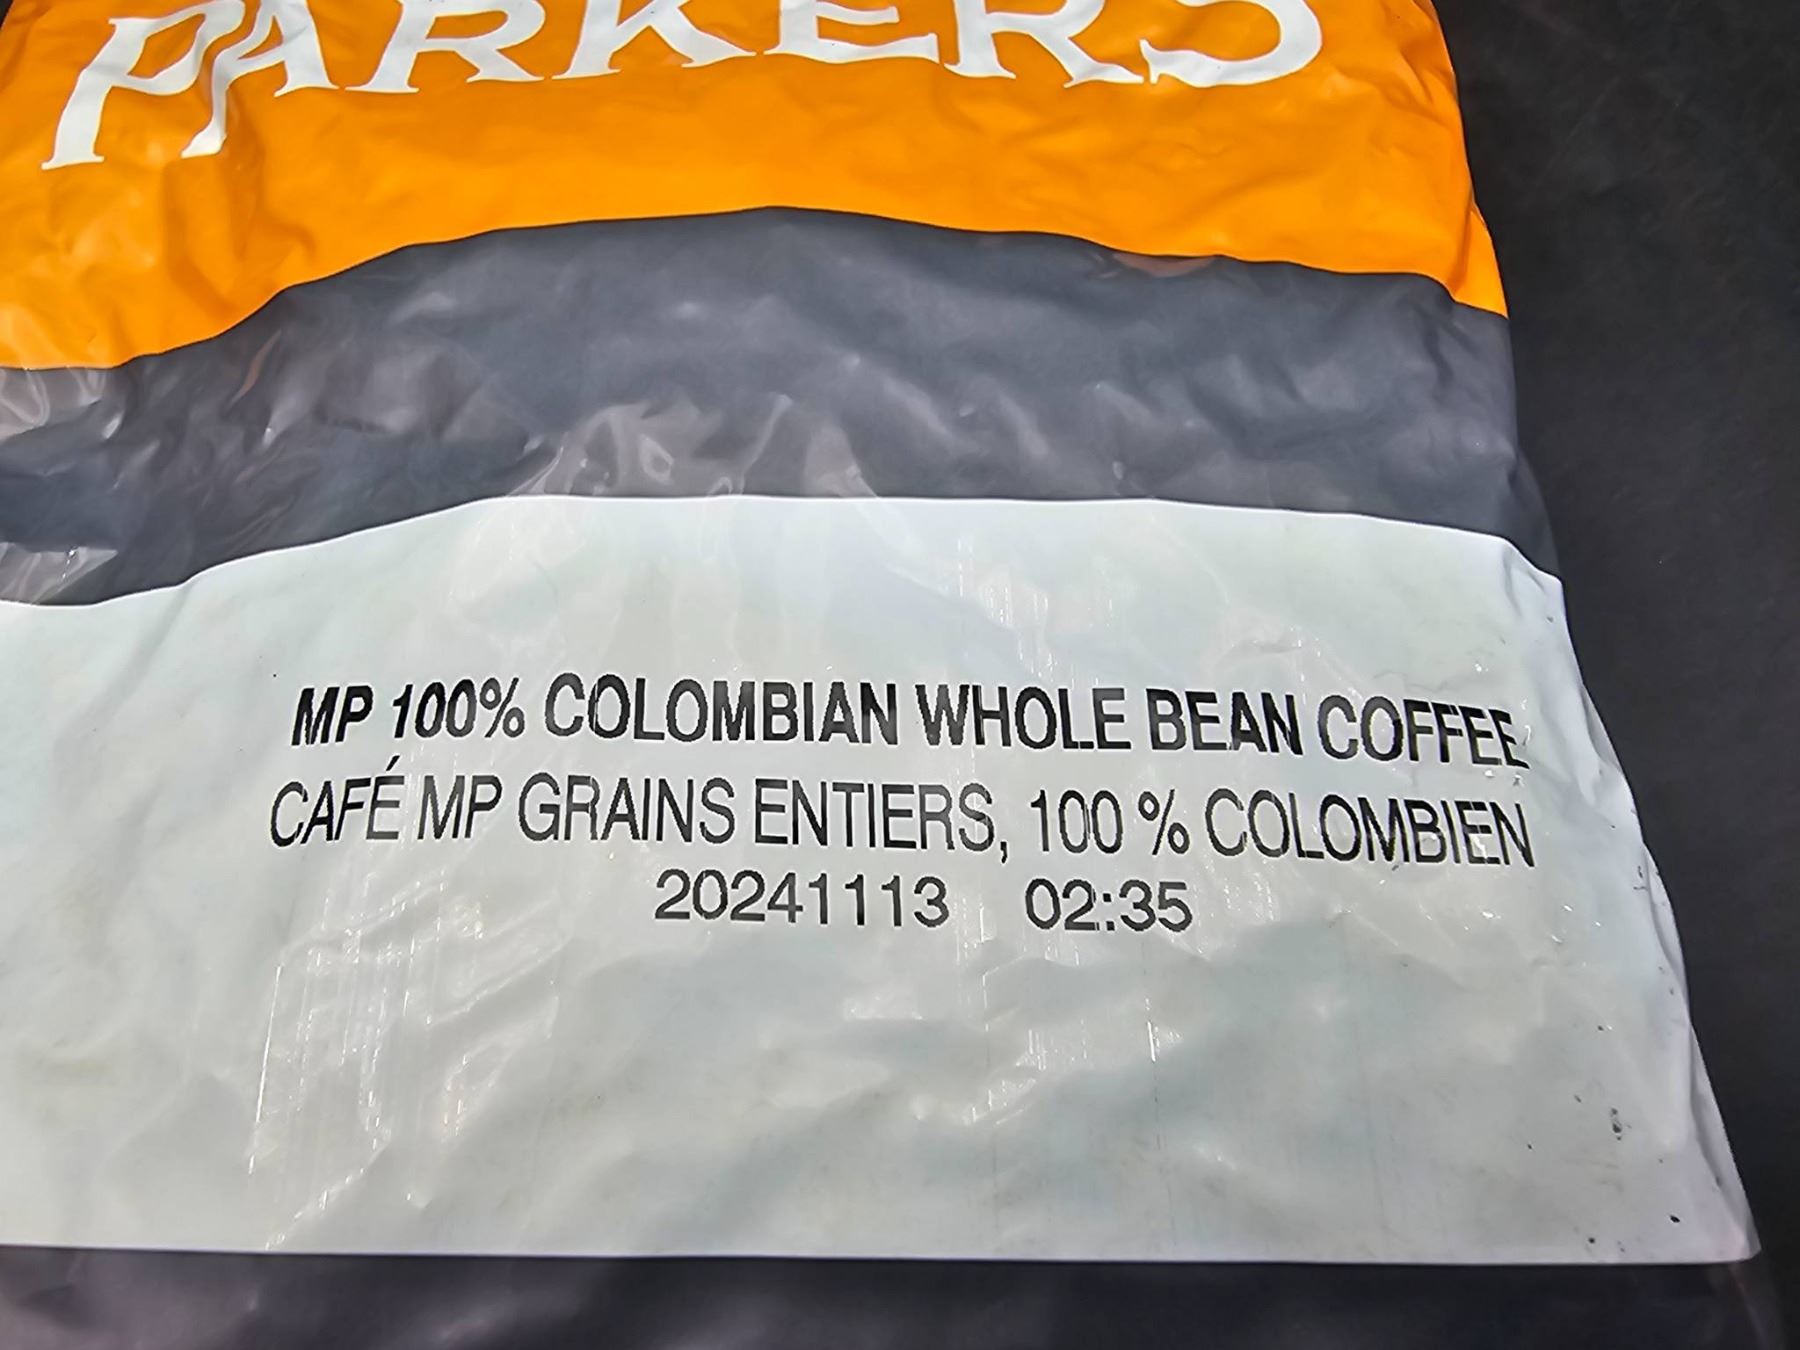 PARKERS
MP 100% COLOMBIAN WHOLE BEAN COFFEE
CAFÉ MP GRAINS ENTIERS, 100 % COLOMBIEN
20241113 02:35